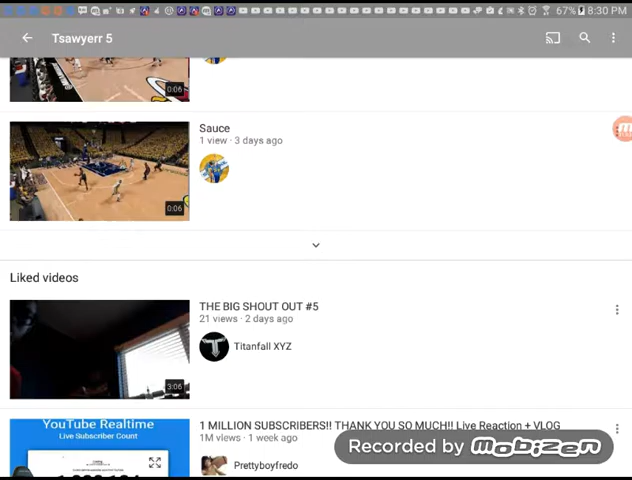 67% 8:30 PM
Tsawyerr 5
0:06
Sauce
1 view · 3 days ago
0:06
Liked videos
THE BIG SHOUT OUT #5
21 views · 2 days ago
Titanfall XYZ
3:06
YouTube Realtime
Live Subscriber Count
1 MILLION SUBSCRIBERS!! THANK YOU SO MUCH!! Live Reaction + VLOG
1M views · 1 week ago
Prettyboyfredo
Recorded by Mobizen